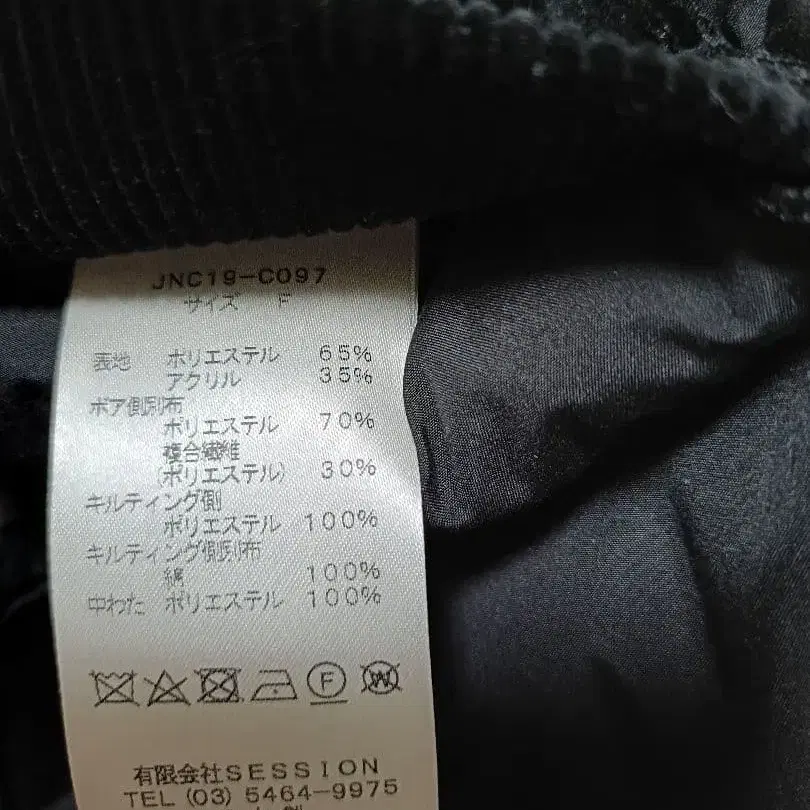 JNC19-C097
サイズ F
表地 ポリエステル 65%
アクリル 35%
ボア側別布
ポリエステル 70%
複合繊維
(ポリエステル) 30%
キルティング側
ポリエステル 100%
キルティング側別布
綿 100%
中わた ポリエステル 100%
F W
有限会社SESSION
TEL (03) 5464-9975